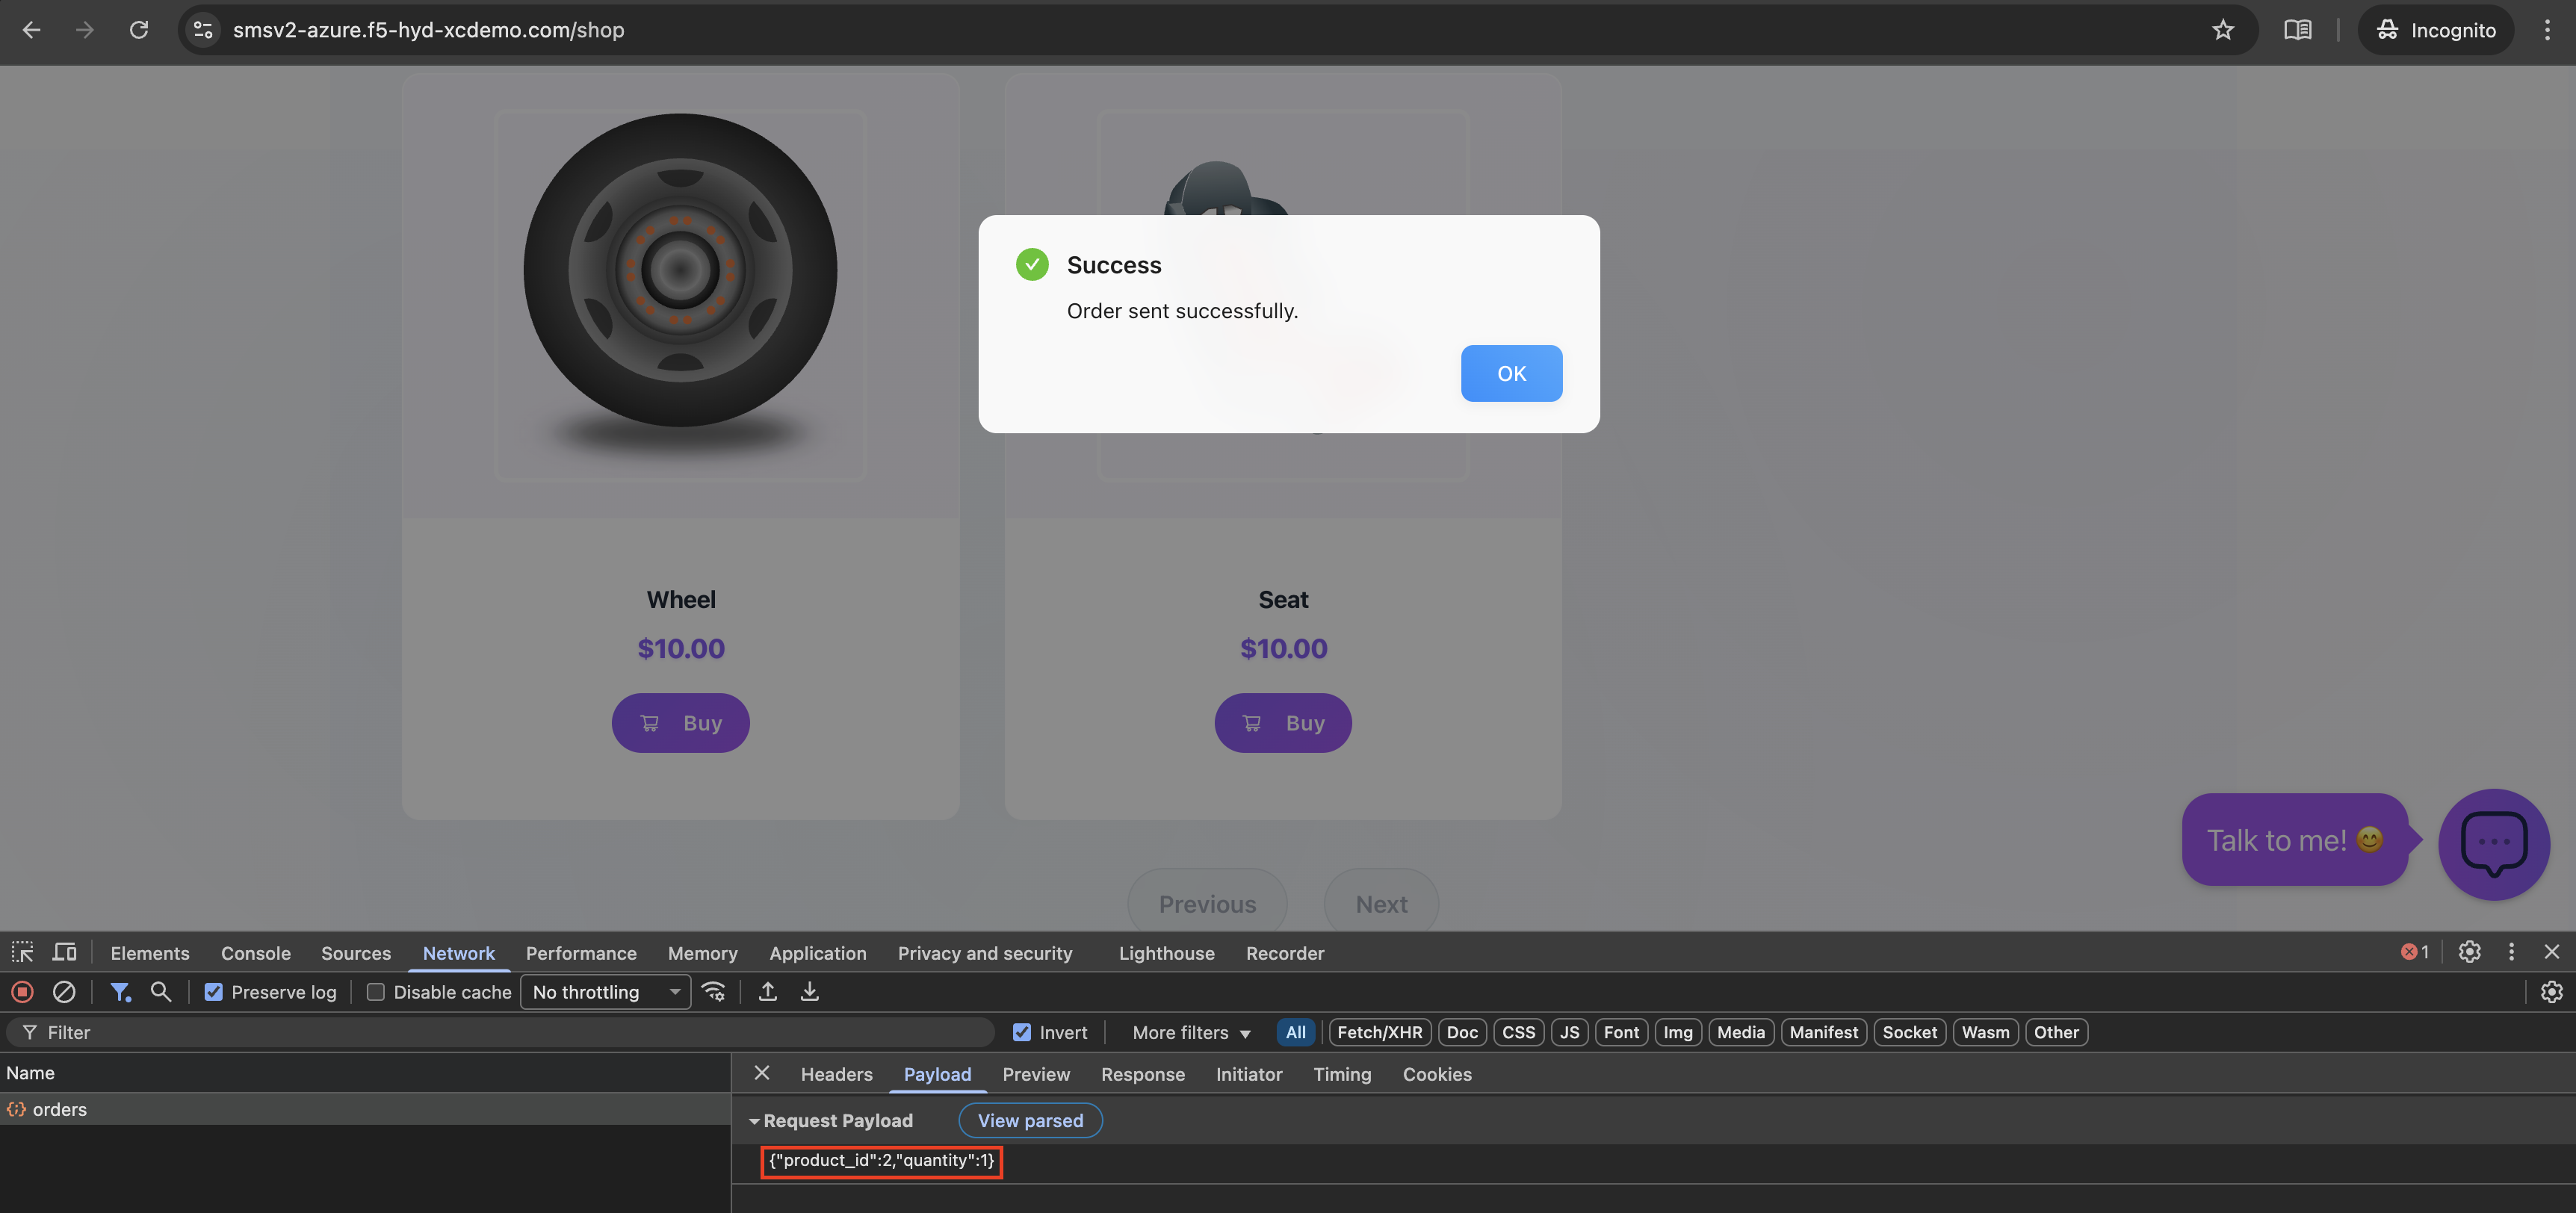 smsv2-azure.f5-hyd-xcdemo.com/shop
Incognito
Success
Order sent successfully.
OK
Wheel
Seat
$10.00
$10.00
Buy
Buy
Talk to me! 😊
Previous
Next
Elements Console Sources Network Performance Memory Application Privacy and security Lighthouse Recorder 1
Preserve log Disable cache No throttling
Filter Invert More filters All Fetch/XHR Doc CSS JS Font Img Media Manifest Socket Wasm Other
Name
Headers Payload Preview Response Initiator Timing Cookies
orders
Request Payload View parsed
{"product_id":2,"quantity":1}